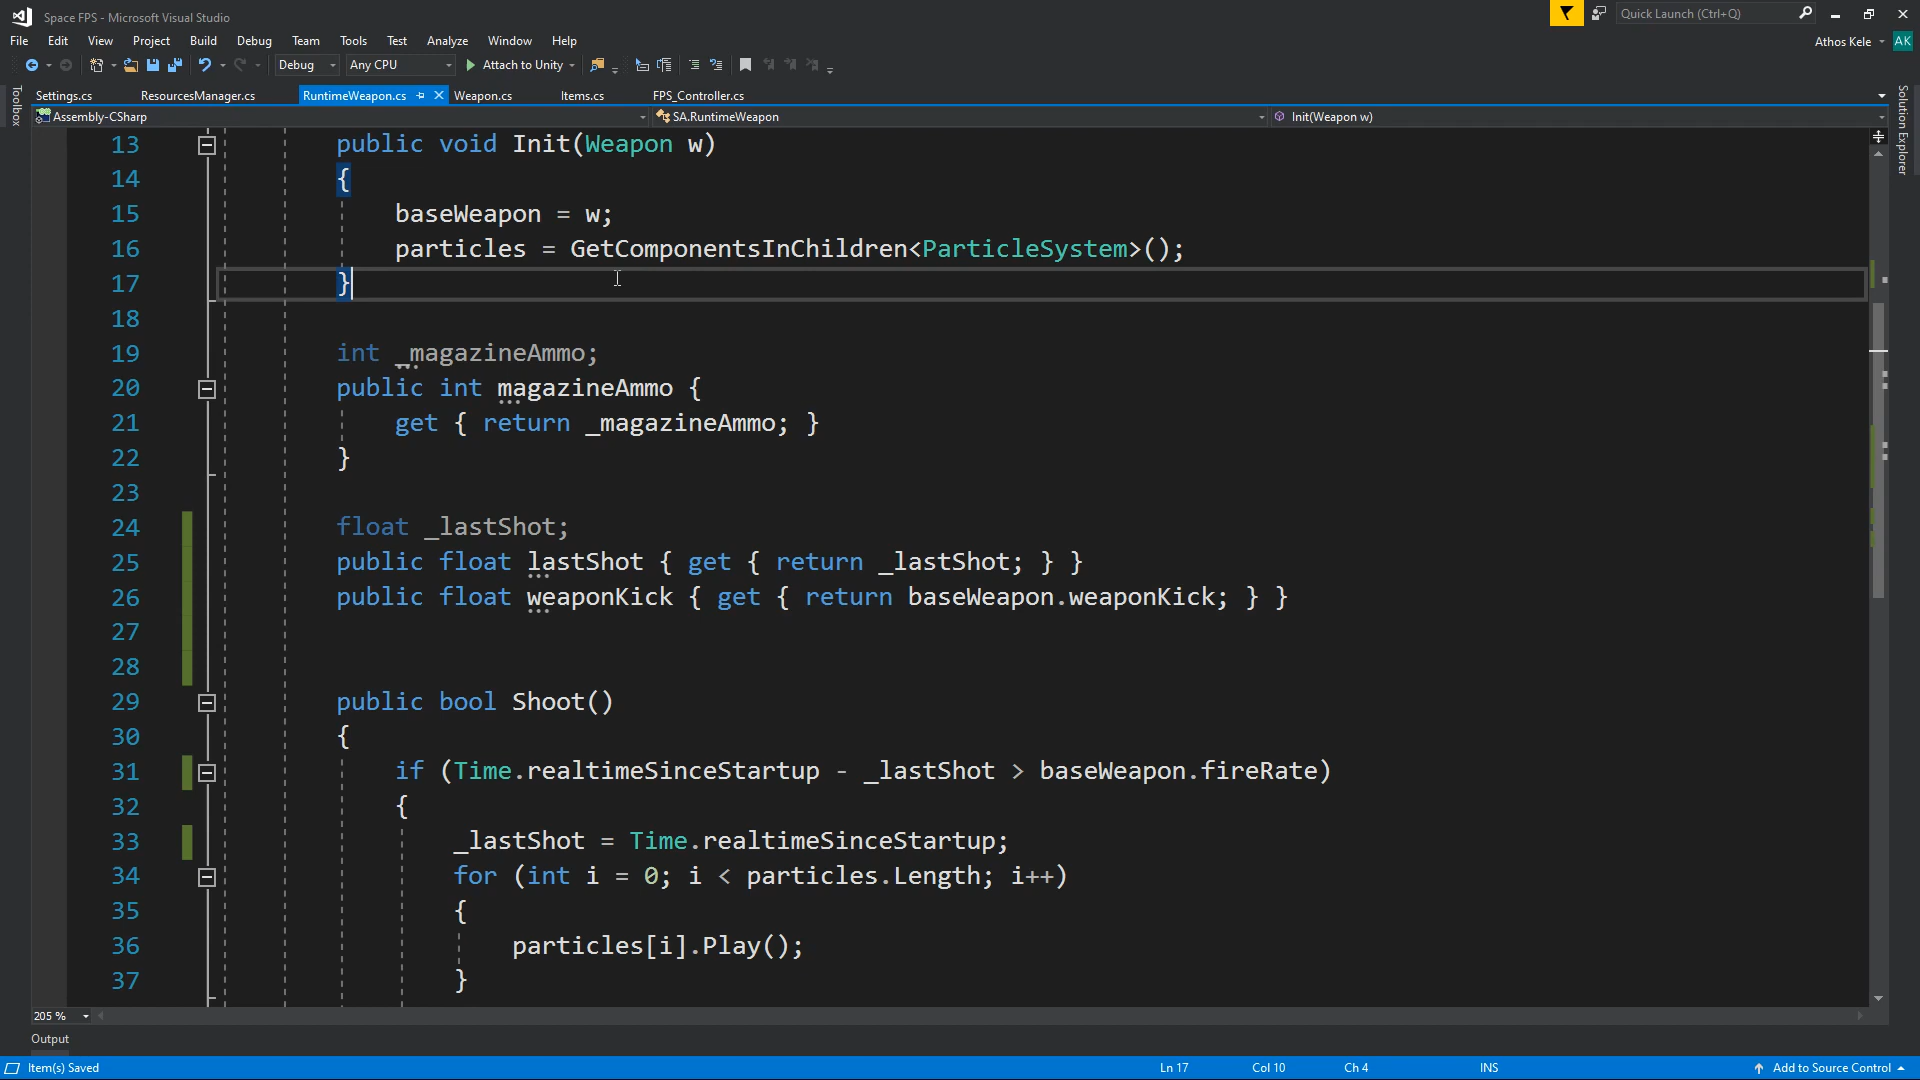 Space FPS - Microsoft Visual Studio
Quick Launch (Ctrl+Q)
File Edit View Project Build Debug Team Tools Test Analyze Window Help
Athos Kele AK
Debug Any CPU Attach to Unity
Toolbox
Settings.cs ResourcesManager.cs RuntimeWeapon.cs Weapon.cs Items.cs FPS_Controller.cs
Solution Explorer
Assembly-CSharp SA.RuntimeWeapon Init(Weapon w)
13 public void Init(Weapon w)
14 {
15 baseWeapon = w;
16 particles = GetComponentsInChildren<ParticleSystem>();
17 }
18
19 int _magazineAmmo;
20 public int magazineAmmo {
21 get { return _magazineAmmo; }
22 }
23
24 float _lastShot;
25 public float lastShot { get { return _lastShot; } }
26 public float weaponKick { get { return baseWeapon.weaponKick; } }
27
28
29 public bool Shoot()
30 {
31 if (Time.realtimeSinceStartup - _lastShot > baseWeapon.fireRate)
32 {
33 _lastShot = Time.realtimeSinceStartup;
34 for (int i = 0; i < particles.Length; i++)
35 {
36 particles[i].Play();
37 }
205 %
Output
Item(s) Saved Ln 17 Col 10 Ch 4 INS Add to Source Control